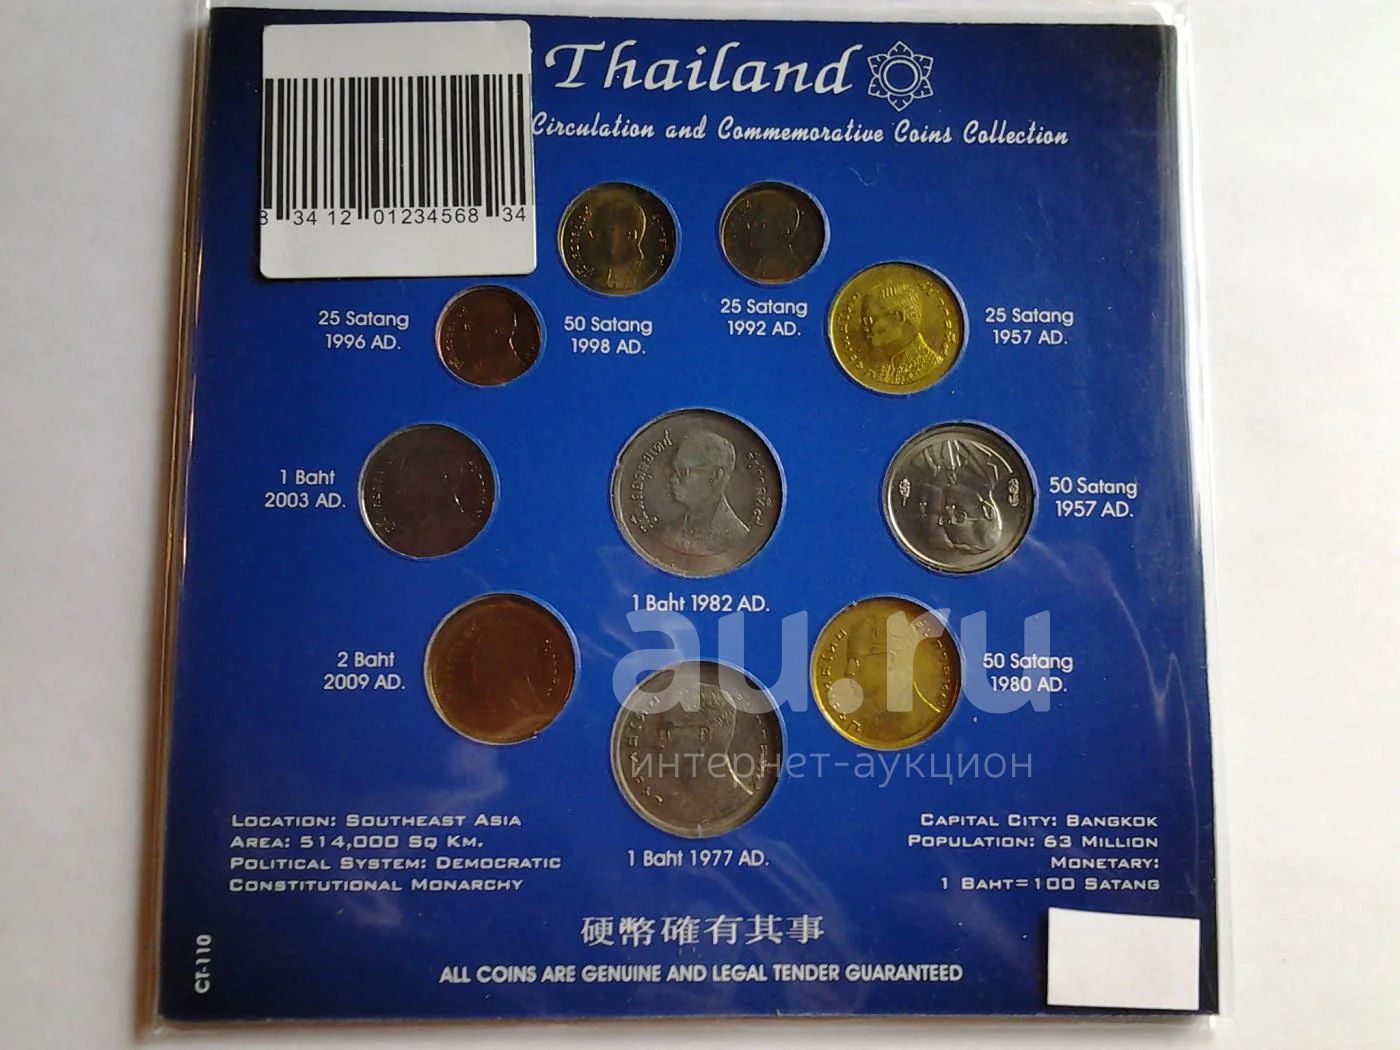 Thailand
Circulation and Commemorative Coins Collection
8 34 12 01234568 34
25 Satang
1996 AD.
50 Satang
1998 AD.
25 Satang
1992 AD.
25 Satang
1957 AD.
1 Baht
2003 AD.
1 Baht 1982 AD.
50 Satang
1957 AD.
2 Baht
2009 AD.
50 Satang
1980 AD.
1 Baht 1977 AD.
au.ru
интернет-аукцион
LOCATION: SOUTHEAST ASIA
AREA: 514,000 SQ KM.
POLITICAL SYSTEM: DEMOCRATIC
CONSTITUTIONAL MONARCHY
CAPITAL CITY: BANGKOK
POPULATION: 63 MILLION
MONETARY:
1 BAHT=100 SATANG
硬幣確有其事
ALL COINS ARE GENUINE AND LEGAL TENDER GUARANTEED
CT-110